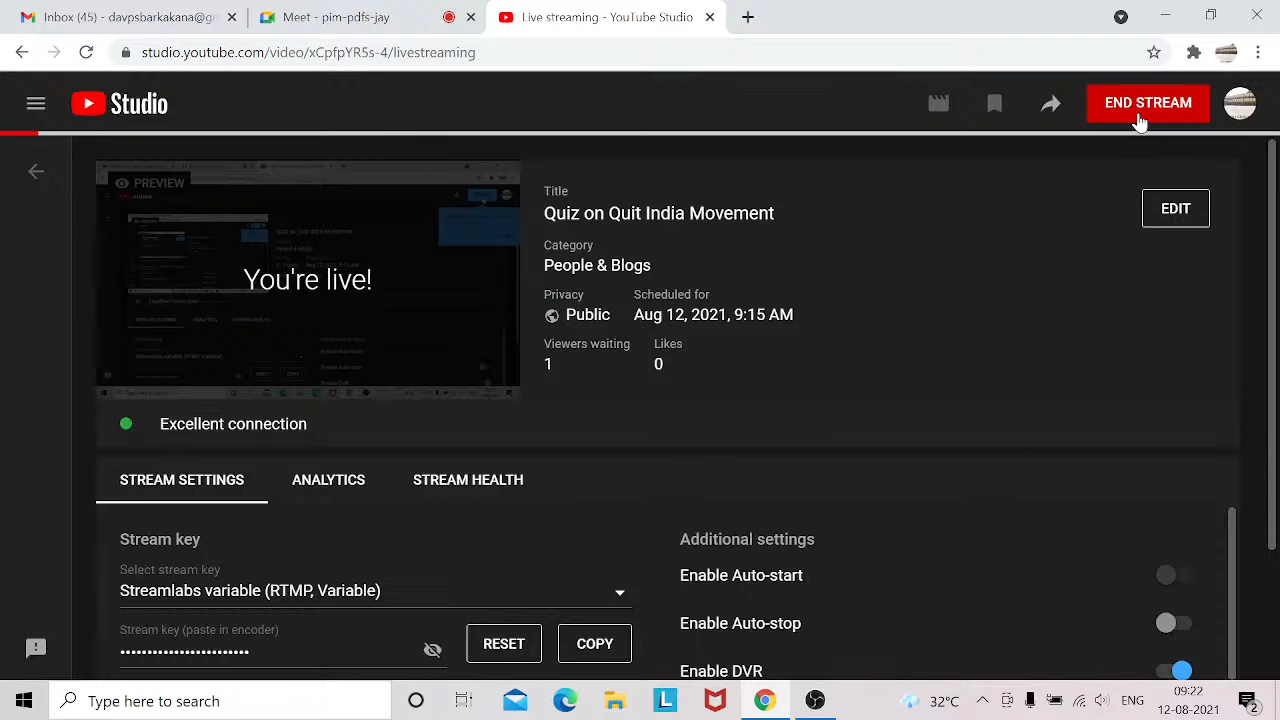 Inbox - dapsbarkakana@gm
Meet - pim-pdfs-jay
Live streaming - YouTube Studio
studio.youtube.com/video/xCpfpYR5s-4/livestreaming
Studio
END STREAM
PREVIEW
You're live!
Title
Quiz on Quit India Movement
EDIT
Category
People & Blogs
Privacy
Scheduled for
Public
Aug 12, 2021, 9:15 AM
Viewers waiting
Likes
1
0
Excellent connection
STREAM SETTINGS
ANALYTICS
STREAM HEALTH
Stream key
Select stream key
Streamlabs variable (RTMP, Variable)
Stream key (paste in encoder)
RESET
COPY
Additional settings
Enable Auto-start
Enable Auto-stop
Enable DVR
Type here to search
L
32°C
ENG
09:22
12-08-2021
2